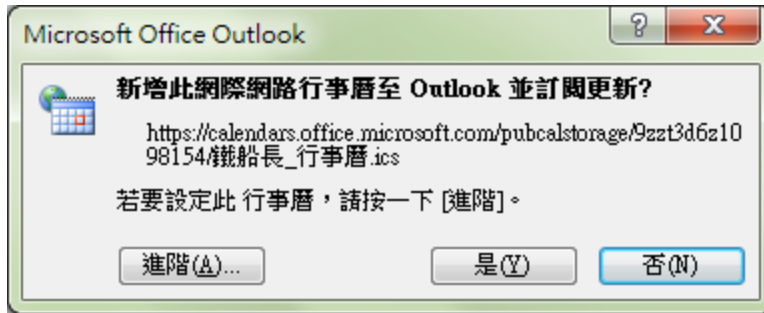 Microsoft Office Outlook
新增此網際網路行事曆至 Outlook 並訂閱更新?
https://calendars.office.microsoft.com/pubcalstorage/9zzt3d6z10
98154/鐵船長_行事曆.ics
若要設定此 行事曆，請按一下 [進階]。
進階(A)...
是(Y)
否(N)